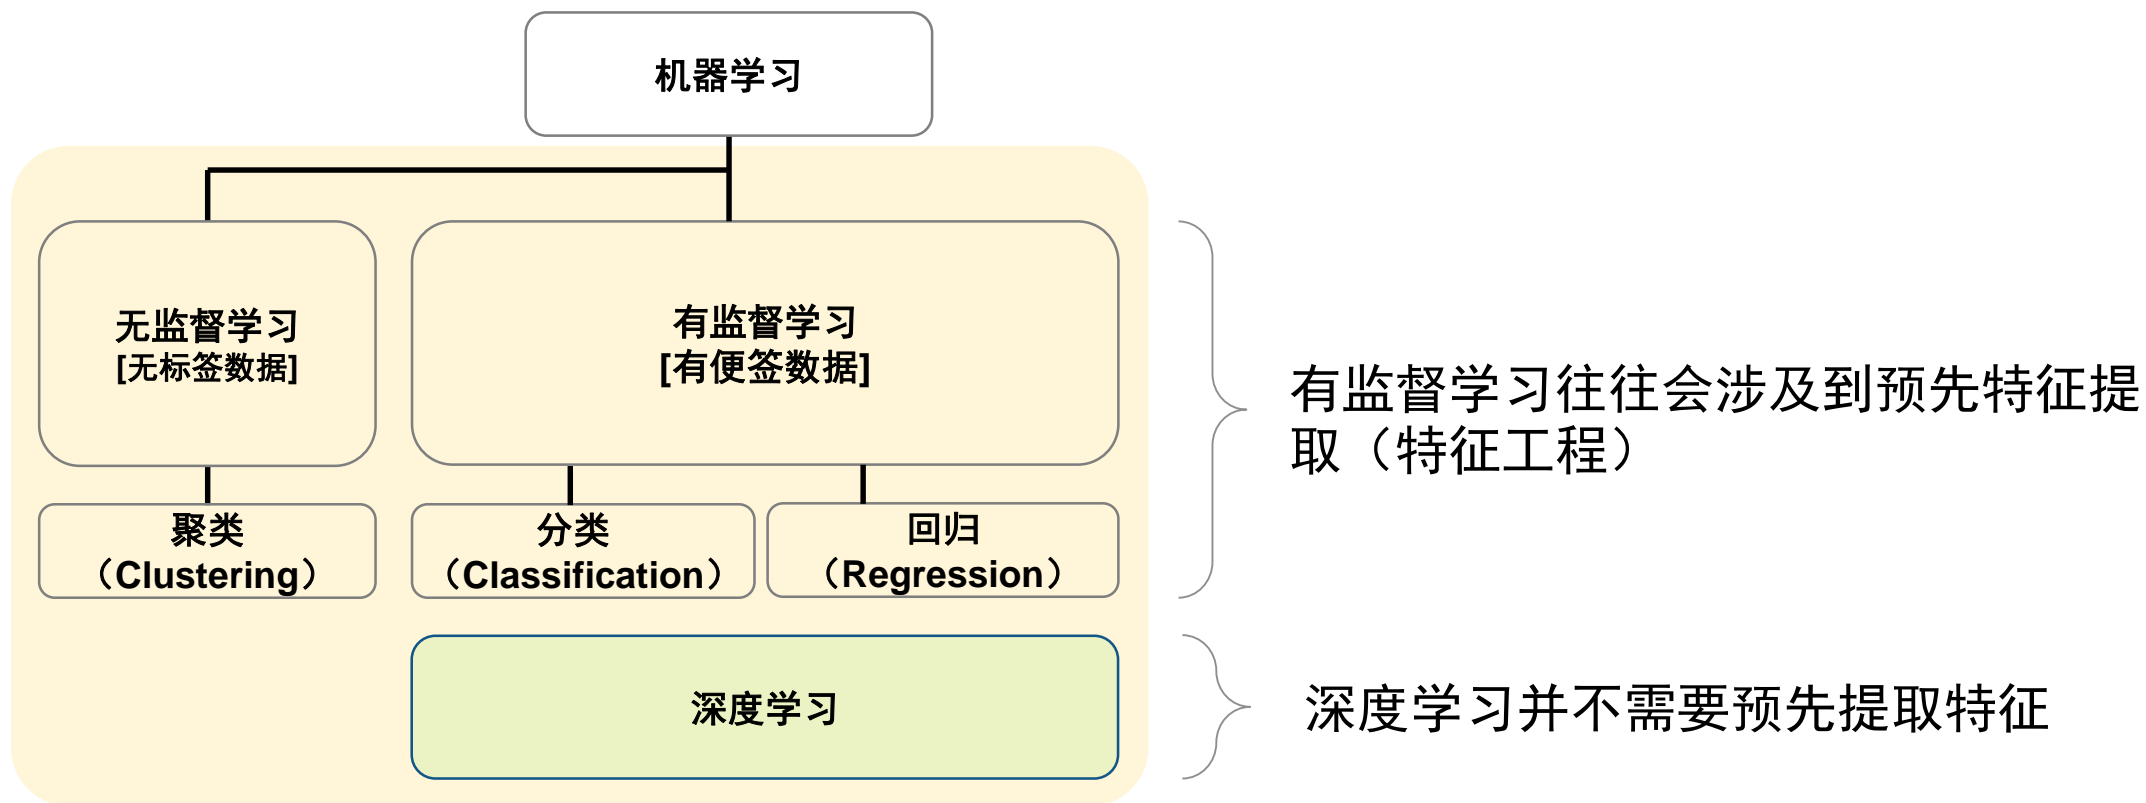 机器学习
无监督学习
[无标签数据]
有监督学习
[有便签数据]
聚类
（Clustering）
分类
（Classification）
回归
（Regression）
深度学习
有监督学习往往会涉及到预先特征提
取（特征工程）
深度学习并不需要预先提取特征